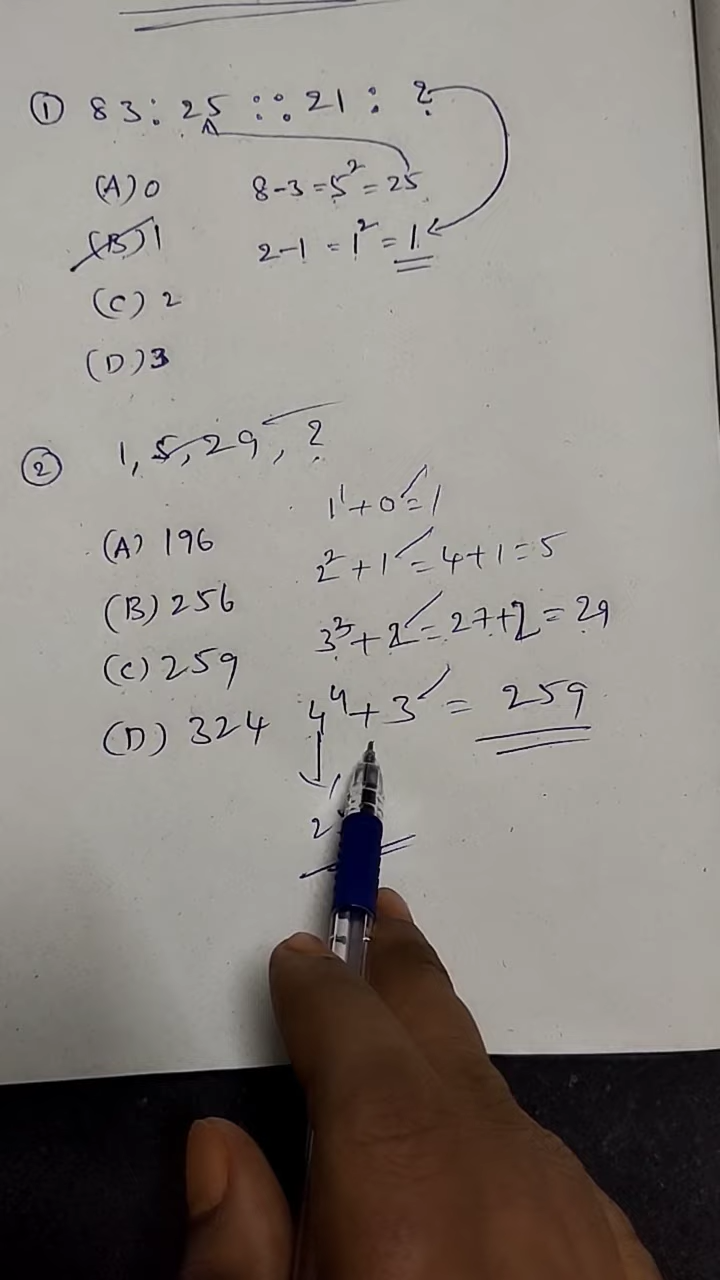 ① 83 : 25 :: 21 : ?
(A) 0
8-3 = 5² = 25
(B) 1
2-1 = 1² = 1
(C) 2
(D) 3
② 1, 5, 29, ?
1¹+0 = 1
(A) 196
2²+1 = 4+1 = 5
(B) 256
3³+2 = 27+2 = 29
(C) 259
4⁴+3 = 259
(D) 324